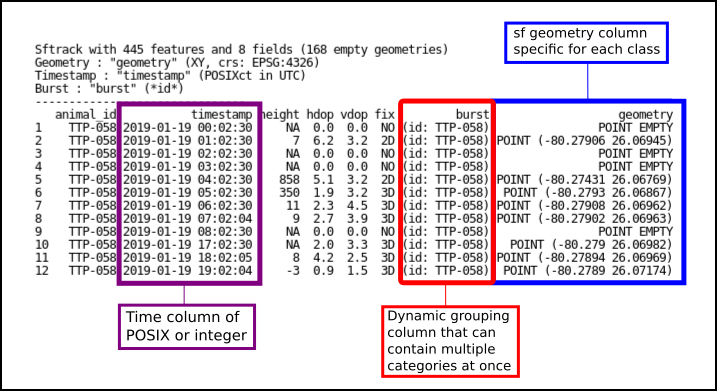 sf geometry column
specific for each class
Sftrack with 445 features and 8 fields (168 empty geometries)
Geometry : "geometry" (XY, crs: EPSG:4326)
Timestamp : "timestamp" (POSIXct in UTC)
Burst : "burst" (*id*)
------------------------------
animal_id timestamp height hdop vdop fix burst geometry
1 TTP-058 2019-01-19 00:02:30 NA 0.0 0.0 NO (id: TTP-058) POINT EMPTY
2 TTP-058 2019-01-19 01:02:30 7 6.2 3.2 2D (id: TTP-058) POINT (-80.27906 26.06945)
3 TTP-058 2019-01-19 02:02:30 NA 0.0 0.0 NO (id: TTP-058) POINT EMPTY
4 TTP-058 2019-01-19 03:02:30 NA 0.0 0.0 NO (id: TTP-058) POINT EMPTY
5 TTP-058 2019-01-19 04:02:30 858 5.1 3.2 2D (id: TTP-058) POINT (-80.27431 26.06769)
6 TTP-058 2019-01-19 05:02:30 350 1.9 3.2 3D (id: TTP-058) POINT (-80.2793 26.06867)
7 TTP-058 2019-01-19 06:02:30 11 2.3 4.5 3D (id: TTP-058) POINT (-80.27908 26.06962)
8 TTP-058 2019-01-19 07:02:04 9 2.7 3.9 3D (id: TTP-058) POINT (-80.27902 26.06963)
9 TTP-058 2019-01-19 08:02:30 NA 0.0 0.0 NO (id: TTP-058) POINT EMPTY
10 TTP-058 2019-01-19 17:02:30 NA 2.0 3.3 3D (id: TTP-058) POINT (-80.279 26.06982)
11 TTP-058 2019-01-19 18:02:05 8 4.2 2.5 3D (id: TTP-058) POINT (-80.27894 26.06969)
12 TTP-058 2019-01-19 19:02:04 -3 0.9 1.5 3D (id: TTP-058) POINT (-80.2789 26.07174)
Time column of
POSIX or integer
Dynamic grouping
column that can
contain multiple
categories at once